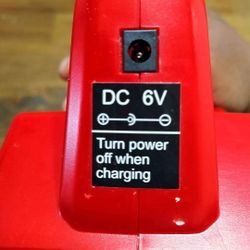 DC 6V
Turn power
off when
charging